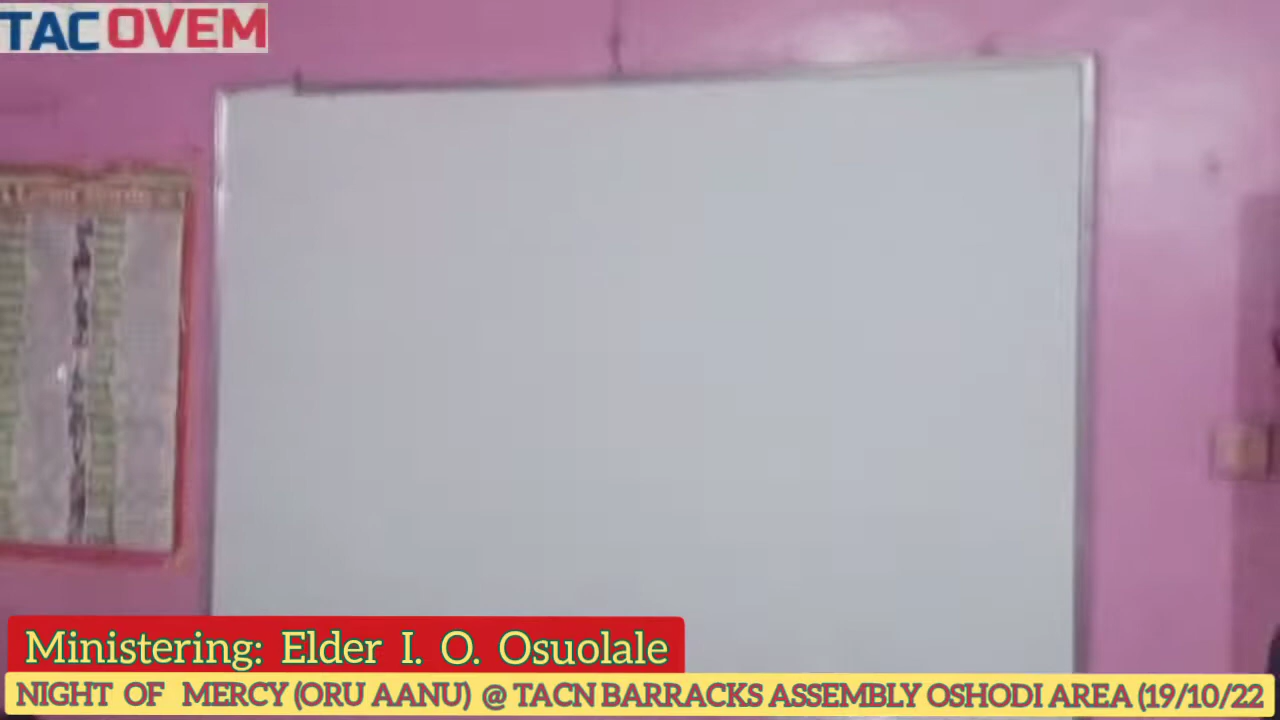 TACOVEM
Ministering: Elder I. O. Osuolale
NIGHT OF MERCY (ORU AANU) @ TACN BARRACKS ASSEMBLY OSHODI AREA (19/10/22